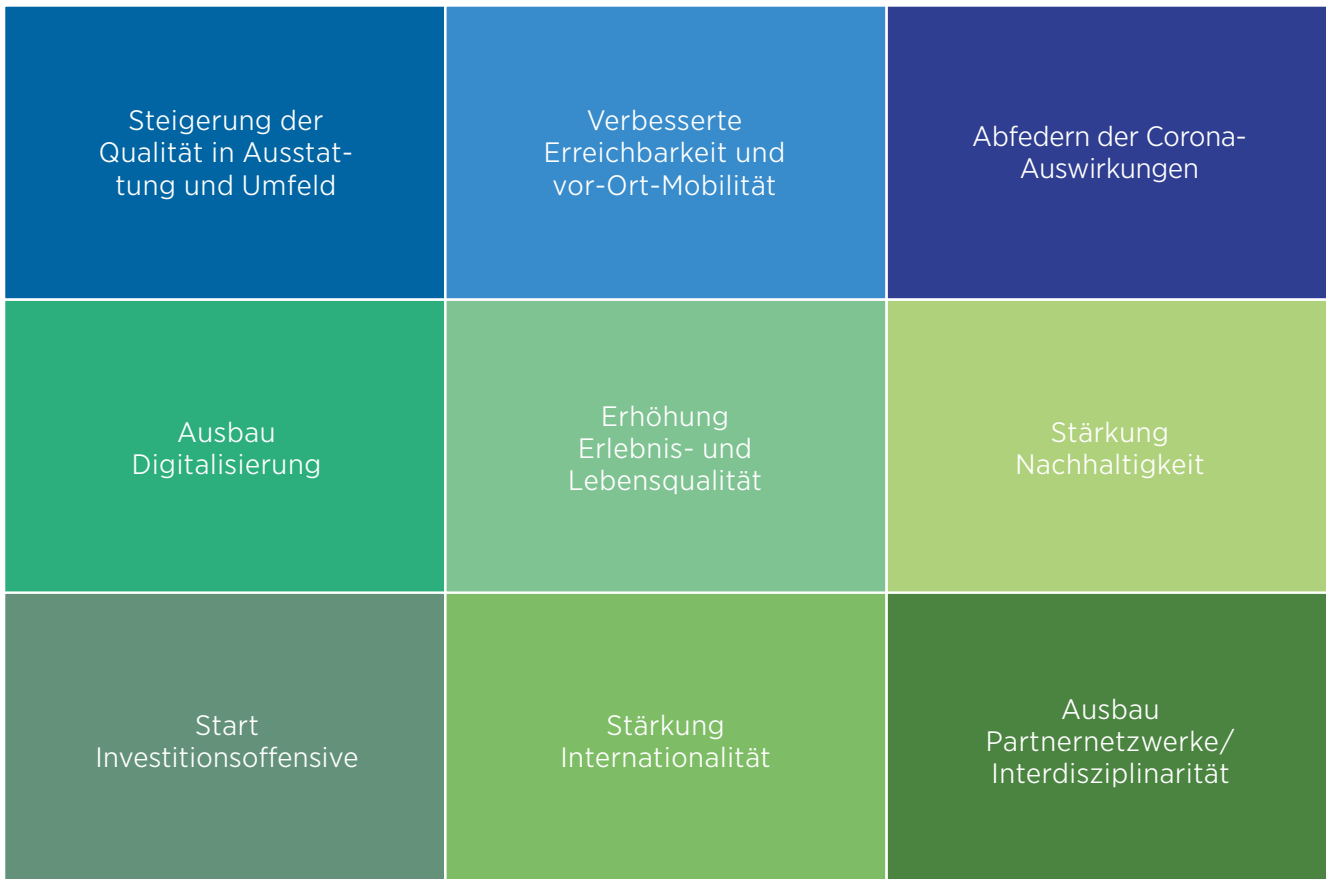 Steigerung der
Qualität in Ausstat-
tung und Umfeld
Verbesserte
Erreichbarkeit und
vor-Ort-Mobilität
Abfedern der Corona-
Auswirkungen
Ausbau
Digitalisierung
Erhöhung
Erlebnis- und
Lebensqualität
Stärkung
Nachhaltigkeit
Start
Investitionsoffensive
Stärkung
Internationalität
Ausbau
Partnernetzwerke/
Interdisziplinarität